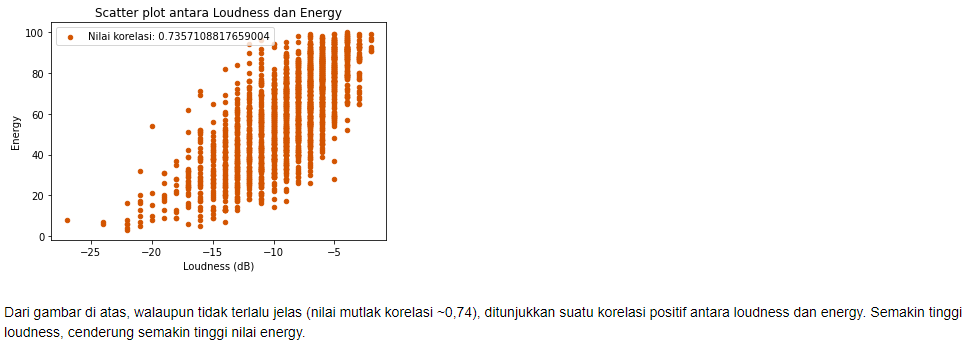 Scatter plot antara Loudness dan Energy
Nilai korelasi: 0.7357108817659004
100
80
60
40
20
0
Energy
−25 −20 −15 −10 −5
Loudness (dB)
Dari gambar di atas, walaupun tidak terlalu jelas (nilai mutlak korelasi ~0,74), ditunjukkan suatu korelasi positif antara loudness dan energy. Semakin tinggi
loudness, cenderung semakin tinggi nilai energy.